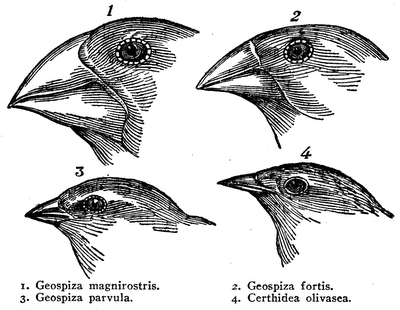 1
2
3
4
1. Geospiza magnirostris.
2. Geospiza fortis.
3. Geospiza parvula.
4. Certhidea olivasea.